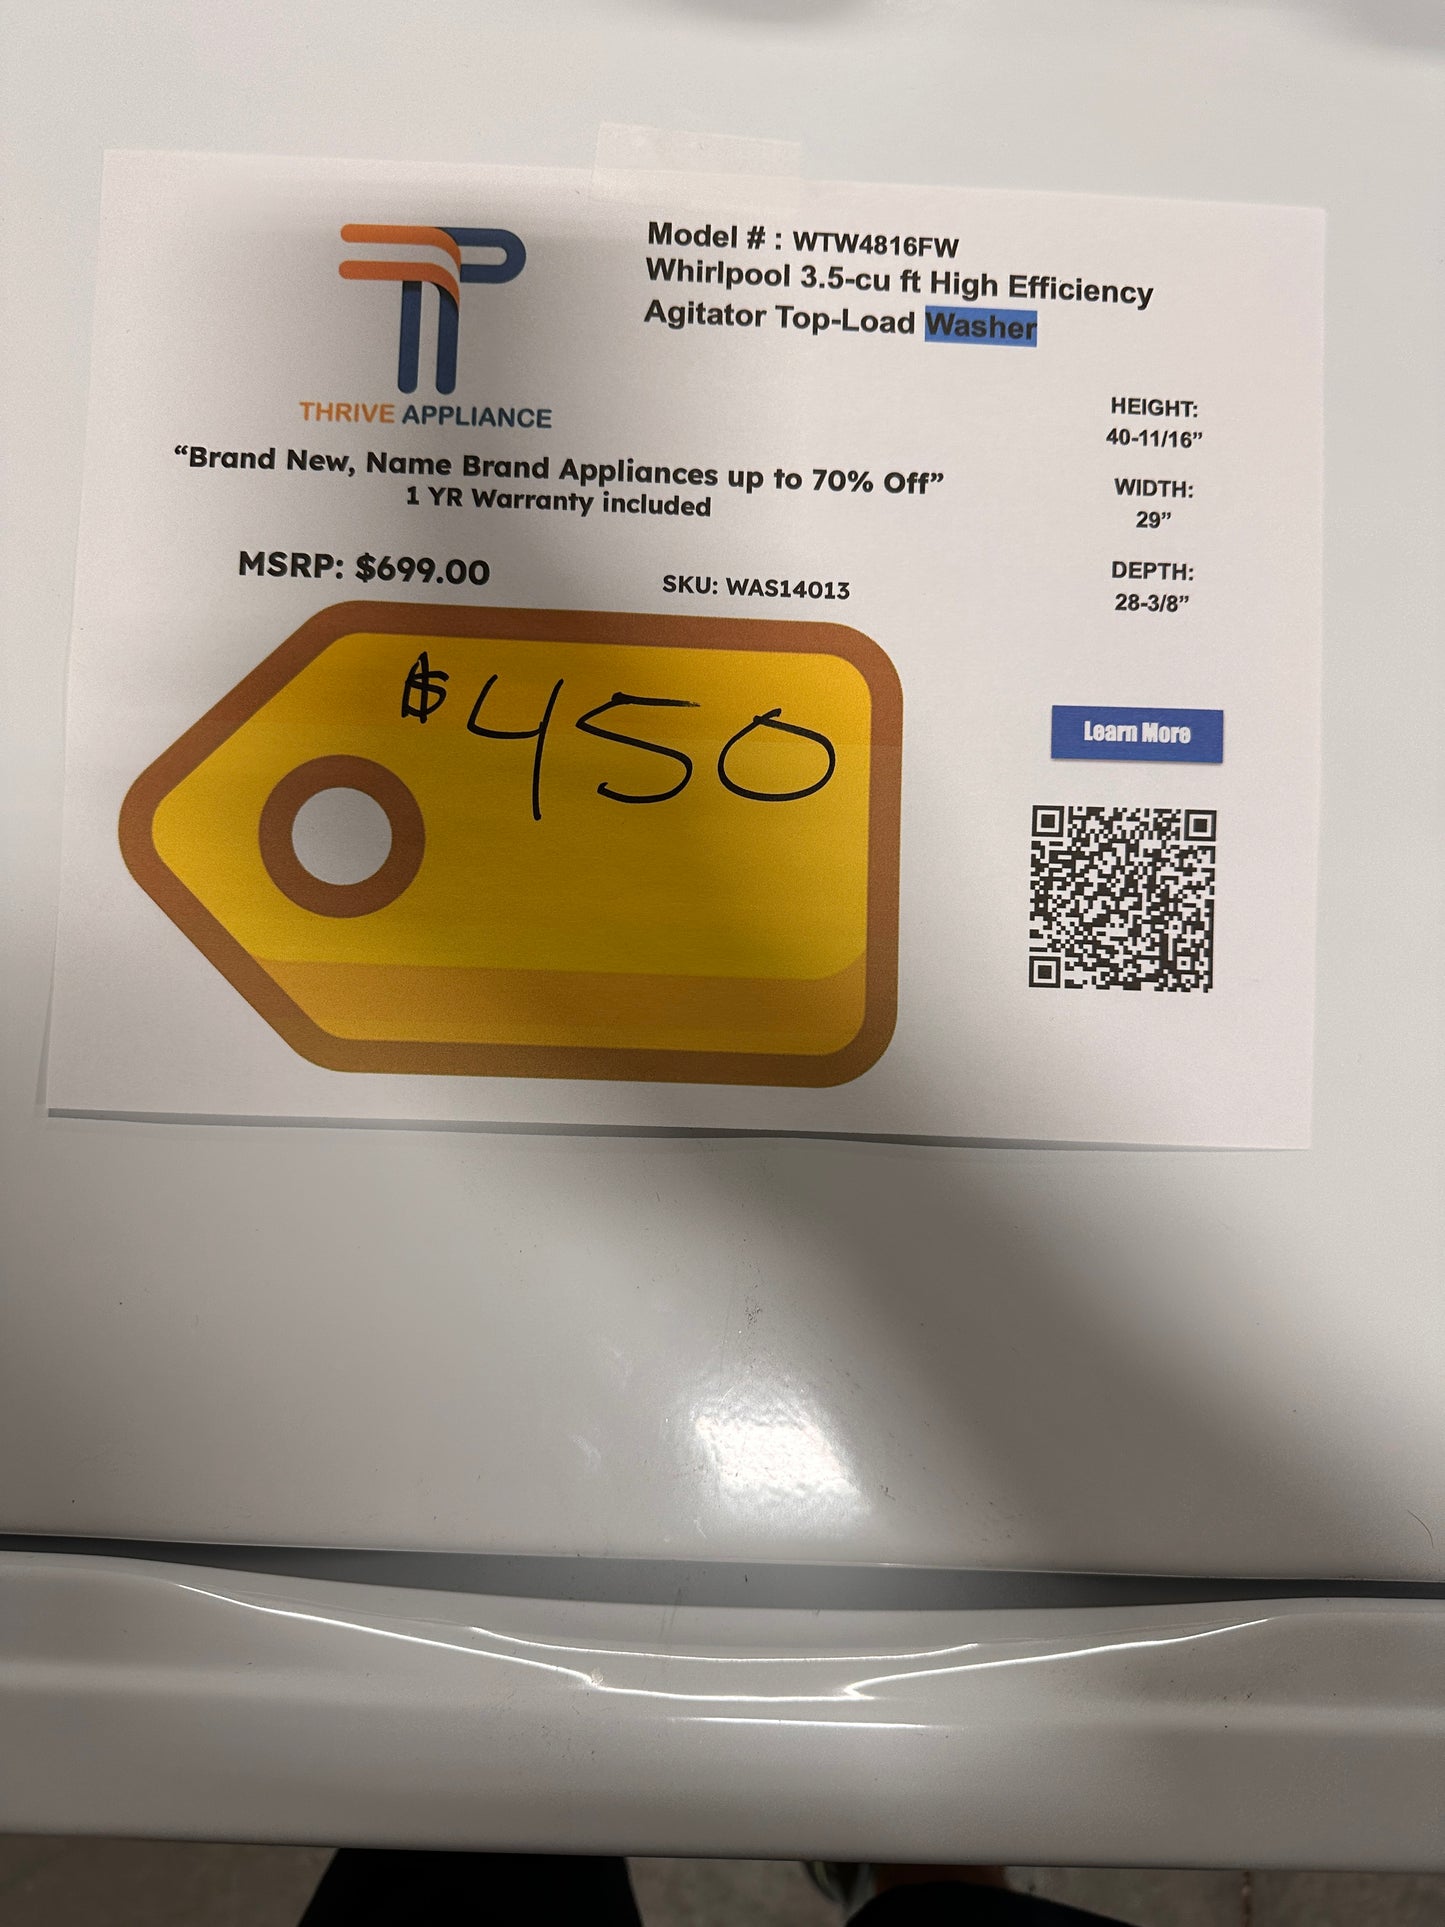 THRIVE APPLIANCE
Model # : WTW4816FW
Whirlpool 3.5-cu ft High Efficiency
Agitator Top-Load Washer
“Brand New, Name Brand Appliances up to 70% Off”
1 YR Warranty included
MSRP: $699.00
SKU: WAS14013
$450
HEIGHT:
40-11/16”
WIDTH:
29”
DEPTH:
28-3/8”
Learn More